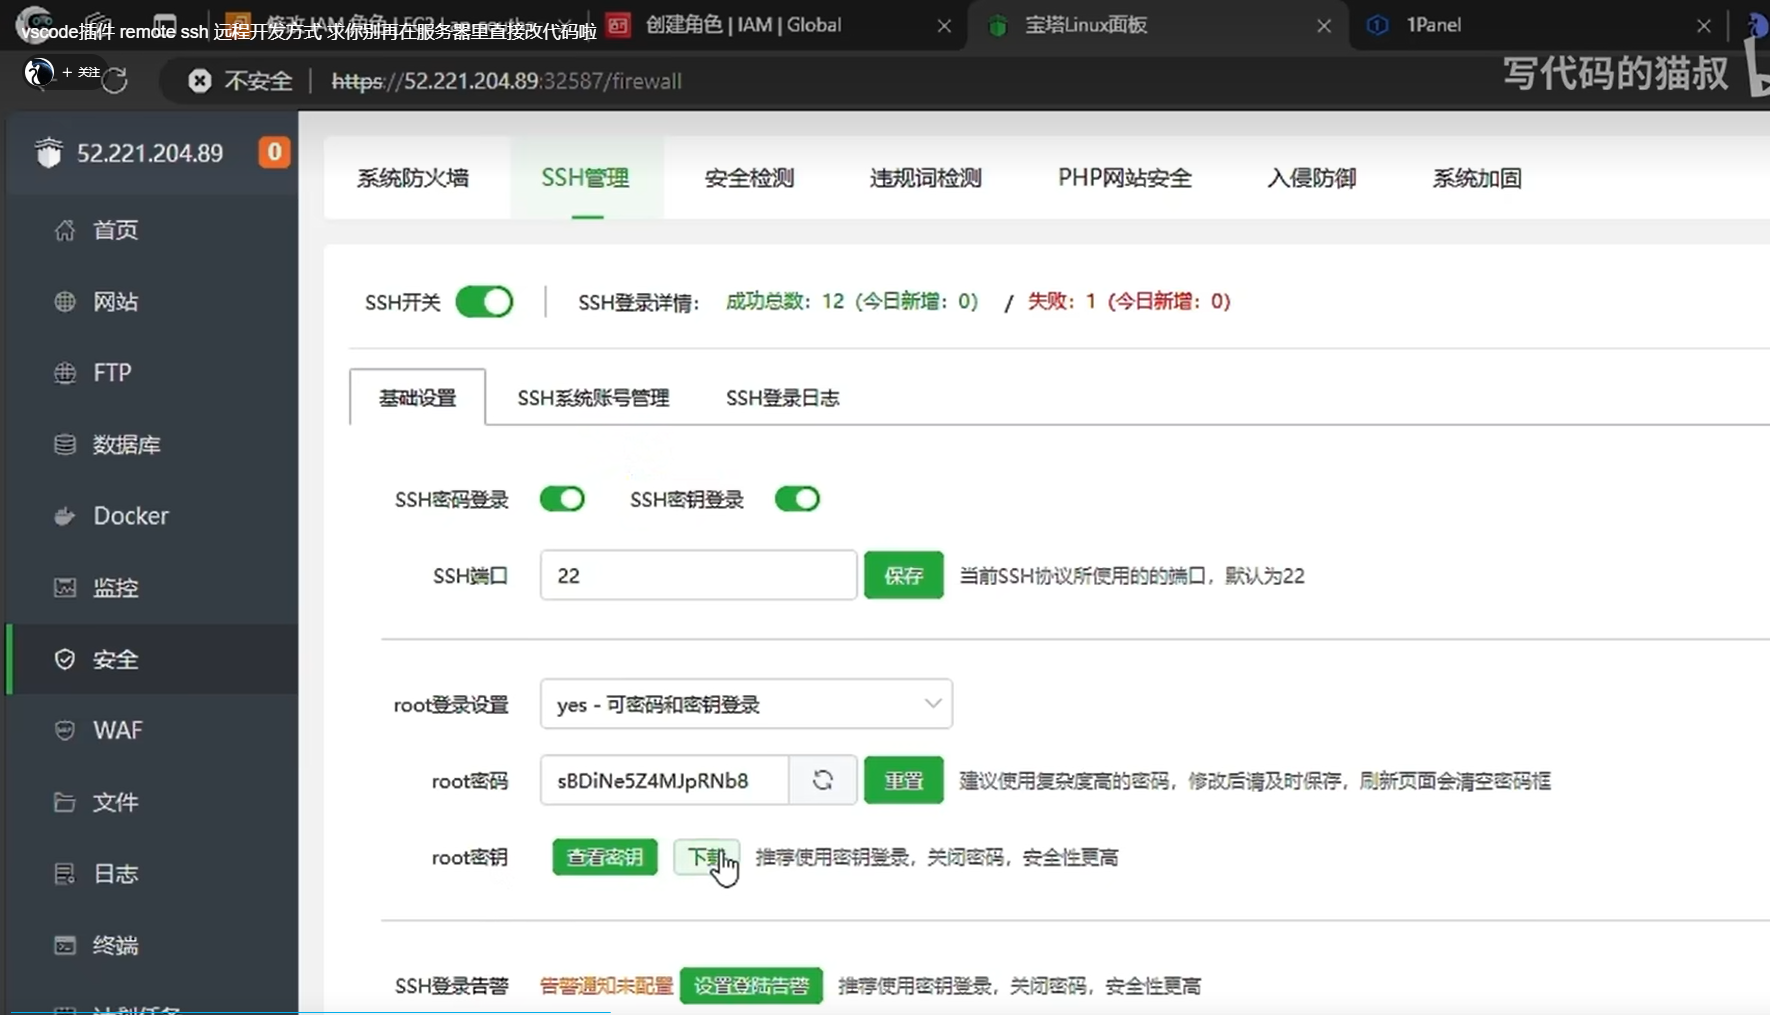 vscode插件 remote ssh 远程开发方式 求你别再在服务器里直接改代码啦
创建角色 | IAM | Global
宝塔Linux面板
1Panel
+ 关注
不安全
https://52.221.204.89:32587/firewall
写代码的猫叔
52.221.204.89
0
系统防火墙
SSH管理
安全检测
违规词检测
PHP网站安全
入侵防御
系统加固
首页
网站
FTP
数据库
Docker
监控
安全
WAF
文件
日志
终端
计划任务
SSH开关
SSH登录详情:
成功总数: 12 (今日新增: 0)
/
失败: 1 (今日新增: 0)
基础设置
SSH系统账号管理
SSH登录日志
SSH密码登录
SSH密钥登录
SSH端口
22
保存
当前SSH协议所使用的的端口，默认为22
root登录设置
yes - 可密码和密钥登录
root密码
sBDiNe5Z4MJpRNb8
重置
建议使用复杂度高的密码，修改后请及时保存，刷新页面会清空密码框
root密钥
查看密钥
下载
推荐使用密钥登录，关闭密码，安全性更高
SSH登录告警
告警通知未配置
设置登陆告警
推荐使用密钥登录，关闭密码，安全性更高